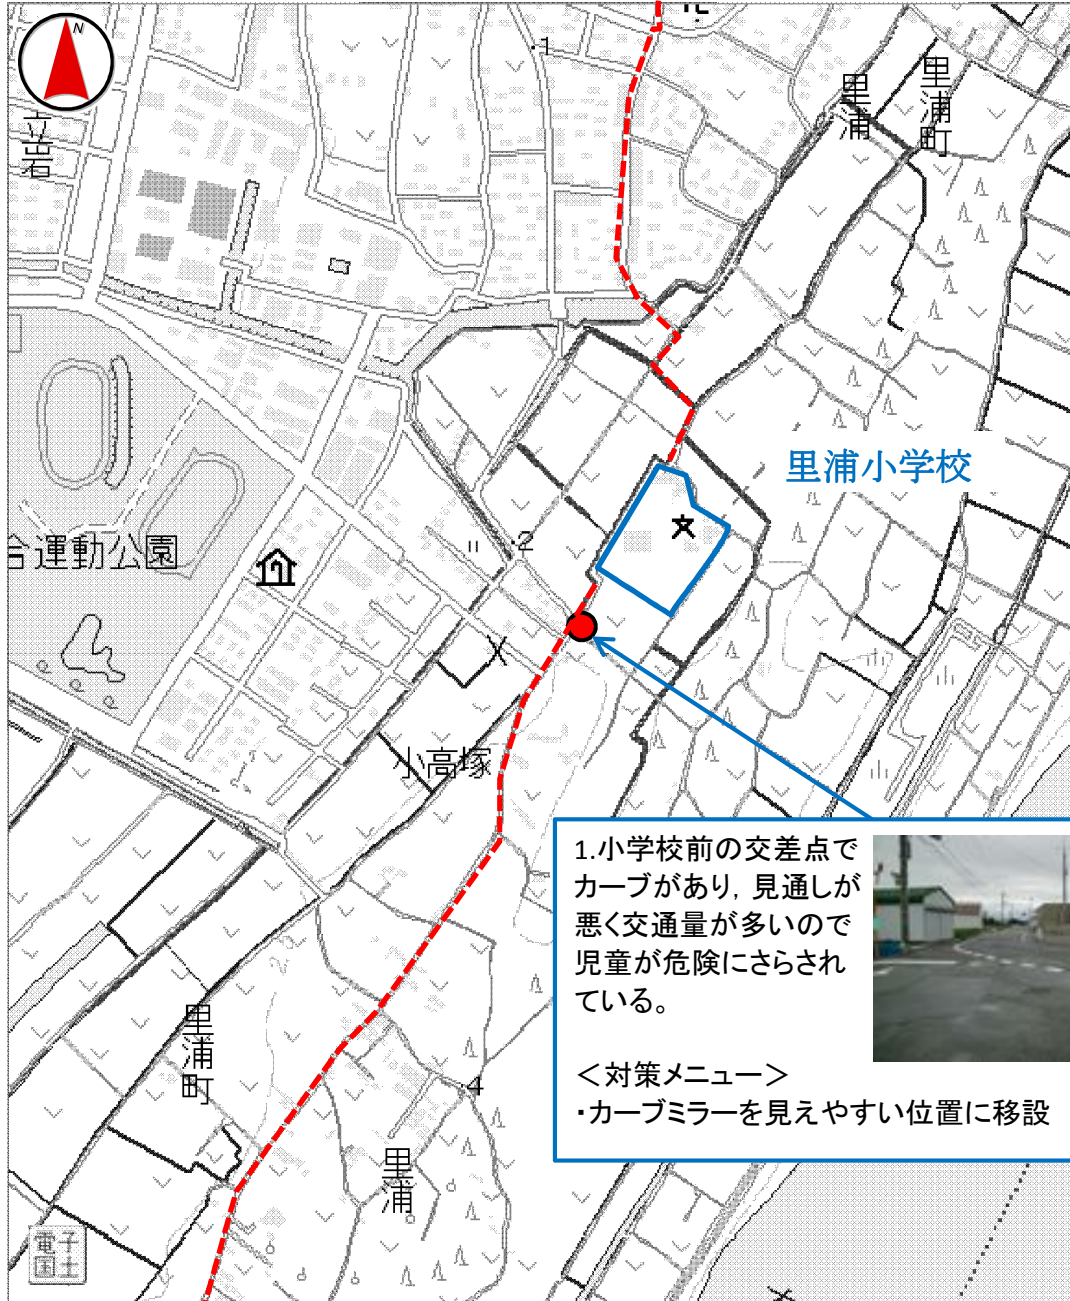 N
1
里浦
里浦町
立岩
里浦小学校
2
合運動公園
小高塚
1.小学校前の交差点で
カーブがあり，見通しが
悪く交通量が多いので
児童が危険にさらされ
ている。
＜対策メニュー＞
・カーブミラーを見えやすい位置に移設
里浦町
4
里浦
電子
国土